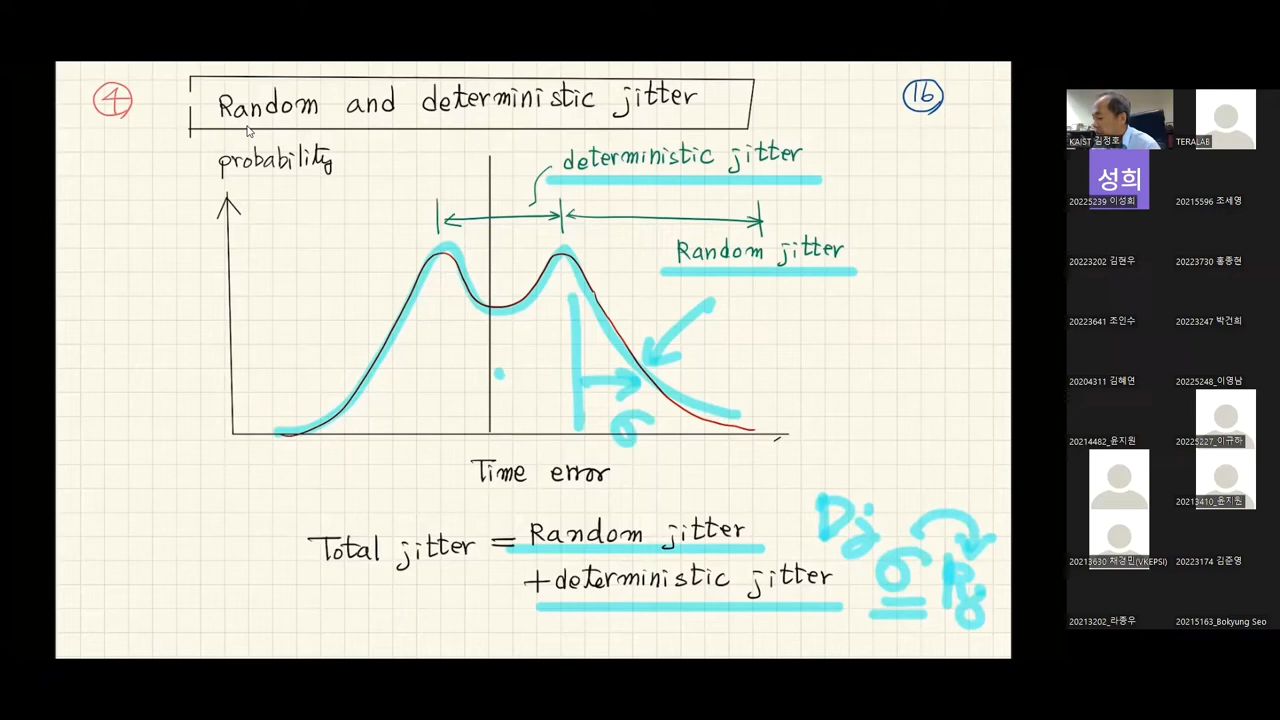 ④
Random and deterministic jitter
⑯
probability
deterministic jitter
Random jitter
σ
Time error
Total jitter = Random jitter
+ deterministic jitter
Dj
σ
Rj
KAIST 김정호
TERALAB
성희
20225239 이성희
20215596 조세영
20223202 김현우
20223730 홍종현
20223641 조인수
20223247 박건희
20204311 김혜연
20225248_이영남
20214482_윤지원
20225227_이규하
20213410_윤지원
20213630 채경민(VKEPSI)
20223174 김준영
20213202_라종우
20215163_Bokyung Seo